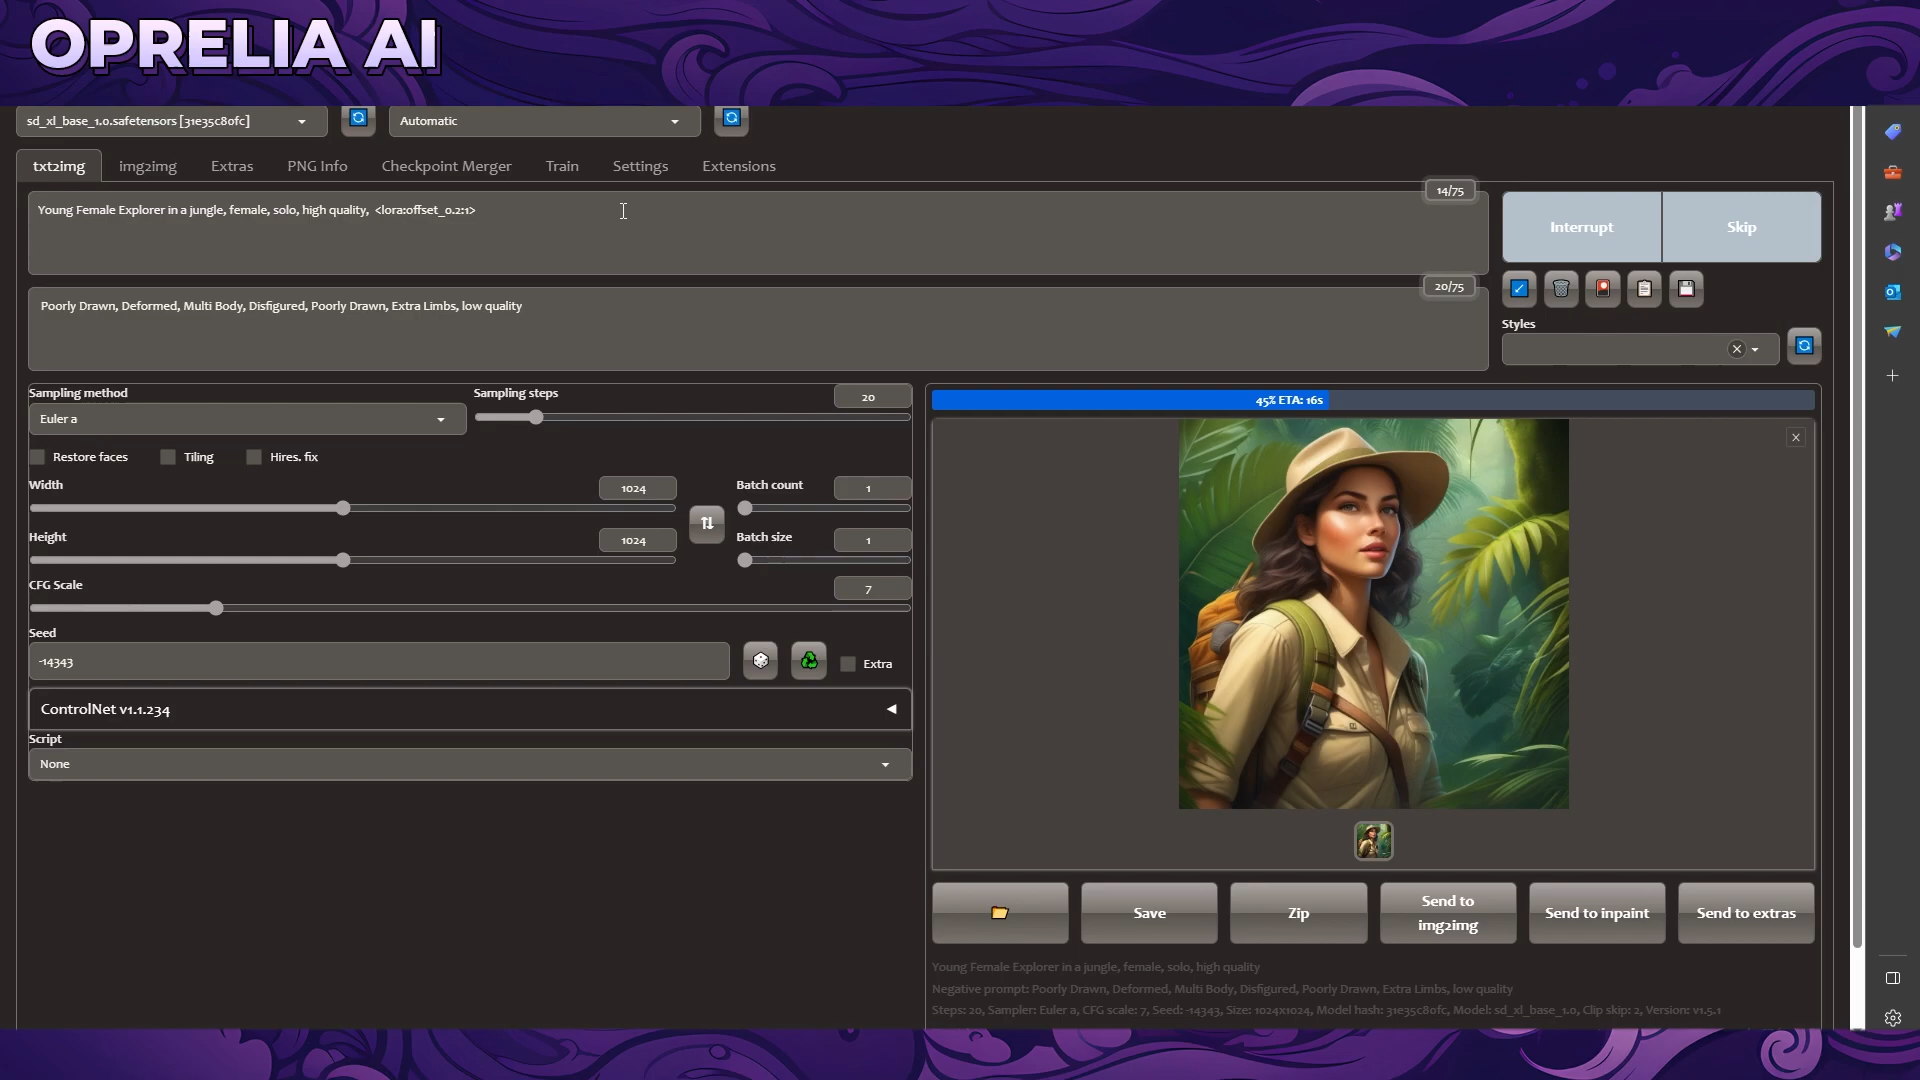 OPRELIA AI
sd_xl_base_1.0.safetensors [31e35c80fc]
Automatic
txt2img
img2img
Extras
PNG Info
Checkpoint Merger
Train
Settings
Extensions
14/75
Young Female Explorer in a jungle, female, solo, high quality,  <lora:offset_0.2:1>
Interrupt
Skip
20/75
Poorly Drawn, Deformed, Multi Body, Disfigured, Poorly Drawn, Extra Limbs, low quality
Styles
Sampling method
Sampling steps
20
Euler a
45% ETA: 16s
Restore faces
Tiling
Hires. fix
Width
1024
Batch count
1
Height
1024
Batch size
1
CFG Scale
7
Seed
-14343
Extra
ControlNet v1.1.234
Script
None
Save
Zip
Send to
img2img
Send to inpaint
Send to extras
Young Female Explorer in a jungle, female, solo, high quality
Negative prompt: Poorly Drawn, Deformed, Multi Body, Disfigured, Poorly Drawn, Extra Limbs, low quality
Steps: 20, Sampler: Euler a, CFG scale: 7, Seed: -14343, Size: 1024x1024, Model hash: 31e35c80fc, Model: sd_xl_base_1.0, Clip skip: 2, Version: v1.5.1